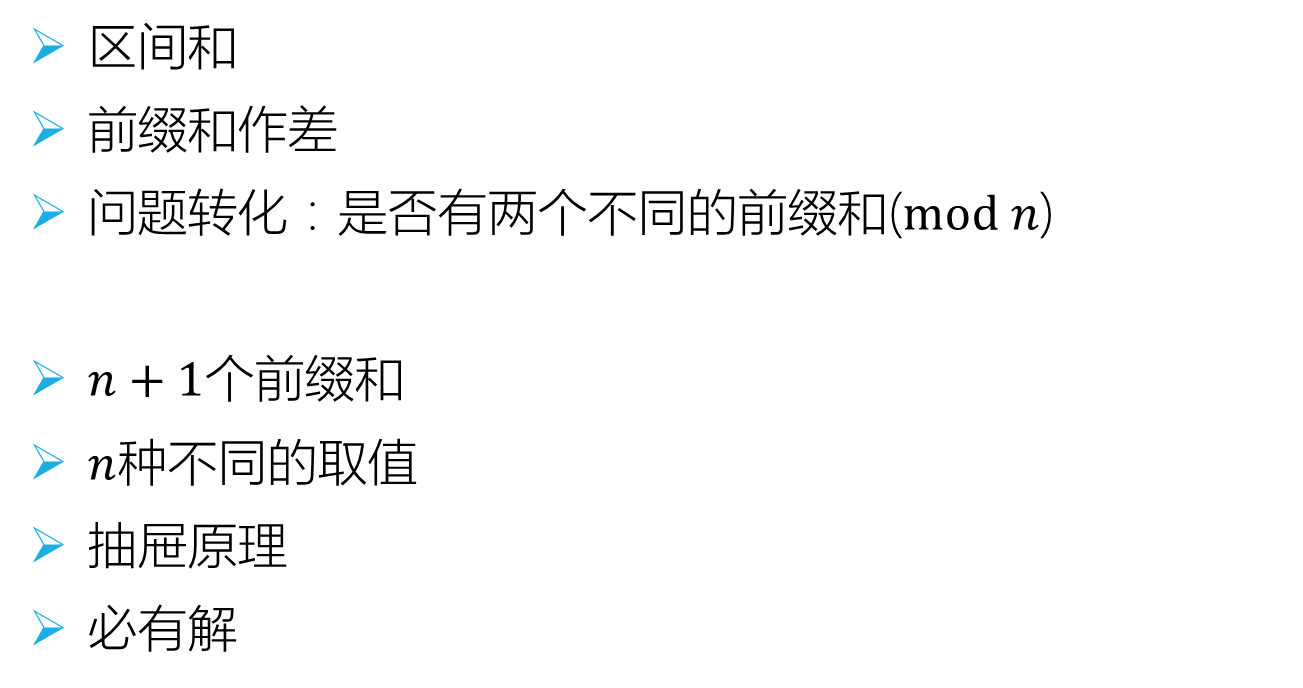 ➢ 区间和
➢ 前缀和作差
➢ 问题转化：是否有两个不同的前缀和(mod n)
➢ n + 1个前缀和
➢ n种不同的取值
➢ 抽屉原理
➢ 必有解